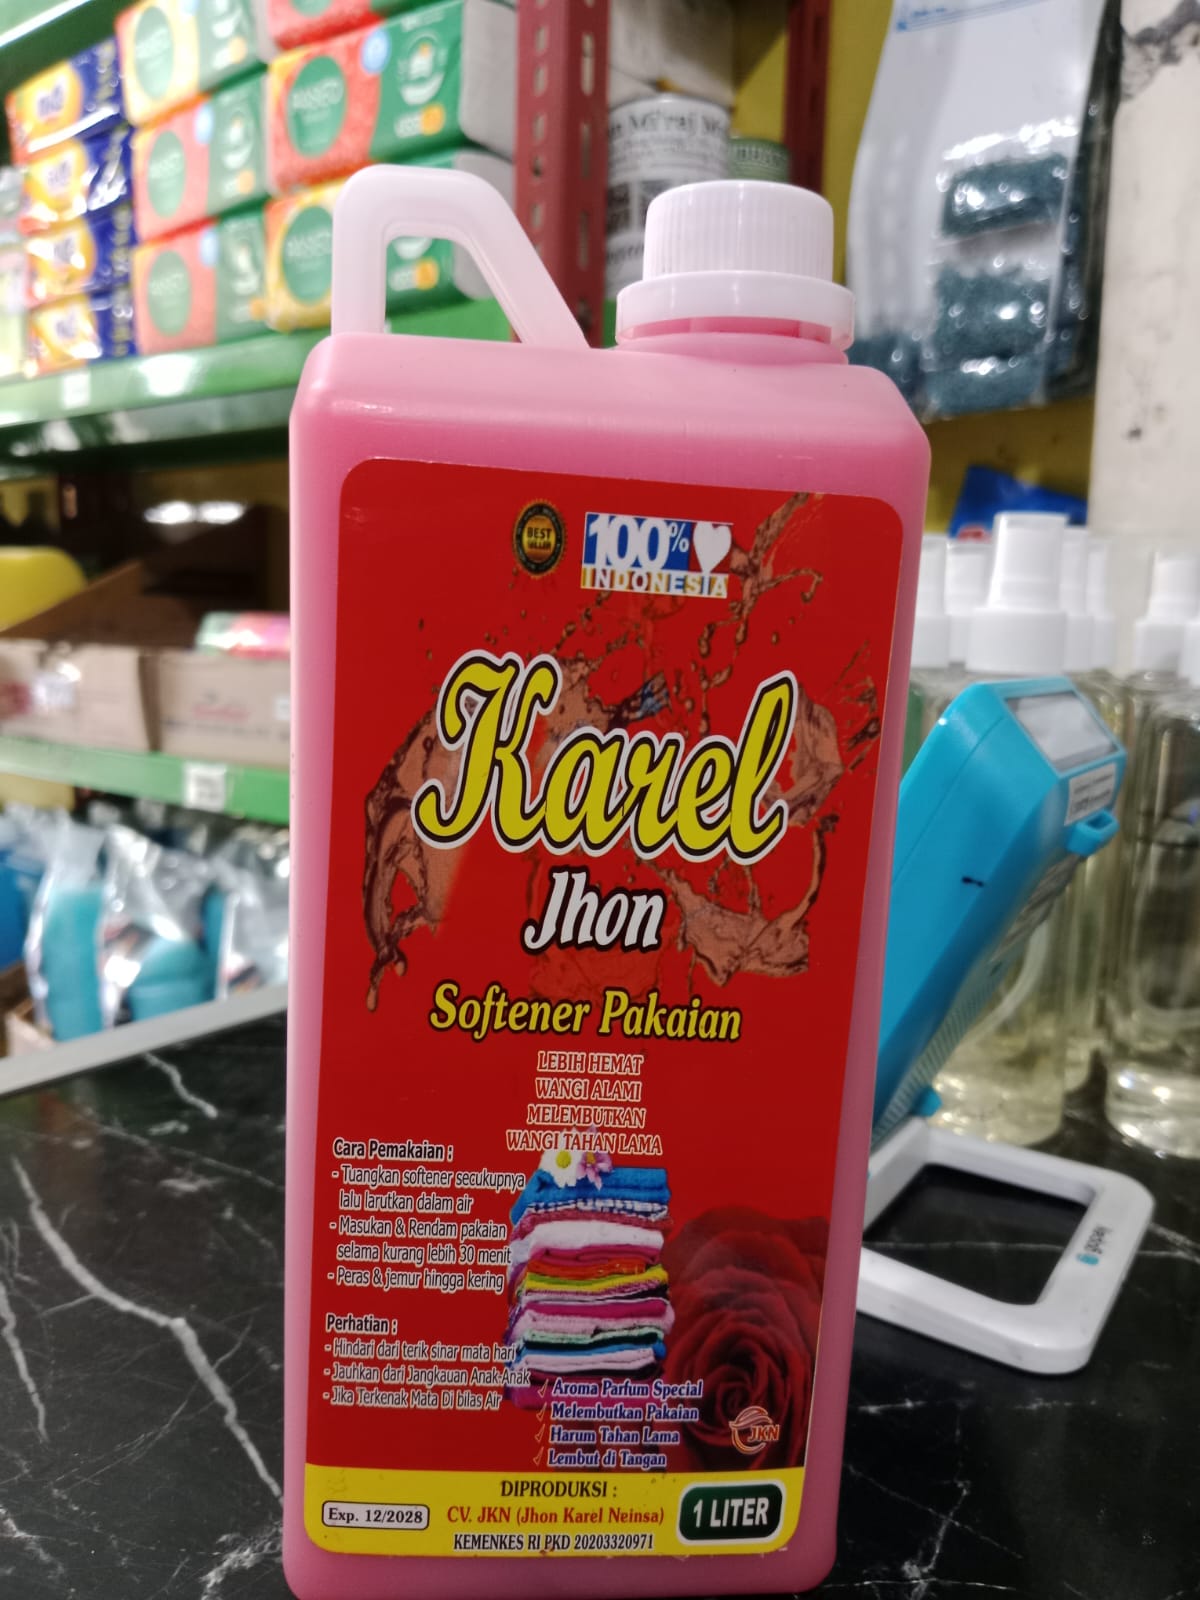 BEST
SELLER
100%
INDONESIA
Karel
Jhon
Softener Pakaian
LEBIH HEMAT
WANGI ALAMI
MELEMBUTKAN
WANGI TAHAN LAMA
Cara Pemakaian :
- Tuangkan softener secukupnya
lalu larutkan dalam air
- Masukan & Rendam pakaian
selama kurang lebih 30 menit
- Peras & jemur hingga kering
Perhatian :
- Hindari dari terik sinar mata hari
- Jauhkan dari Jangkauan Anak-Anak
- Jika Terkenak Mata Di bilas Air
✓ Aroma Parfum Special
✓ Melembutkan Pakaian
✓ Harum Tahan Lama
✓ Lembut di Tangan
JKN
DIPRODUKSI :
Exp. 12/2028
CV. JKN (Jhon Karel Neinsa)
1 LITER
KEMENKES RI PKD 20203320971
goojodoq